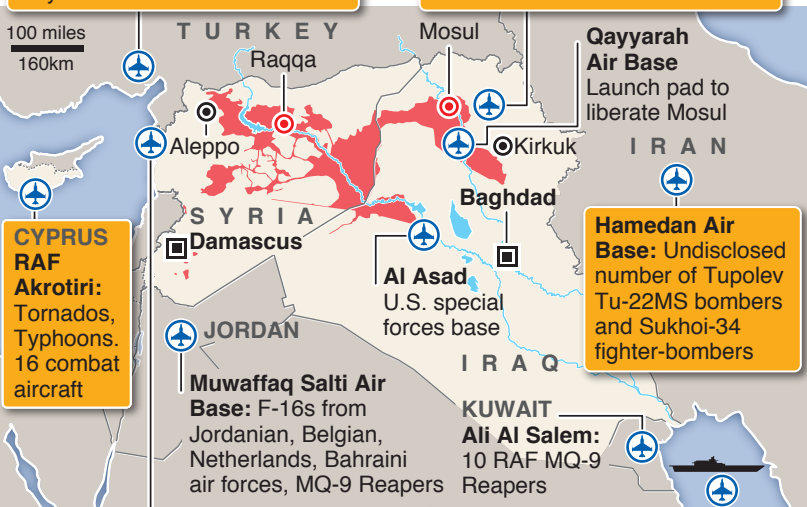 100 miles
160km
TURKEY
Raqqa
Mosul
Qayyarah
Air Base
Launch pad to
liberate Mosul
Aleppo
Kirkuk
IRAN
Baghdad
SYRIA
Damascus
CYPRUS
RAF
Akrotiri:
Tornados,
Typhoons.
16 combat
aircraft
Al Asad
U.S. special
forces base
Hamedan Air
Base: Undisclosed
number of Tupolev
Tu-22MS bombers
and Sukhoi-34
fighter-bombers
JORDAN
IRAQ
Muwaffaq Salti Air
Base: F-16s from
Jordanian, Belgian,
Netherlands, Bahraini
air forces, MQ-9 Reapers
KUWAIT
Ali Al Salem:
10 RAF MQ-9
Reapers